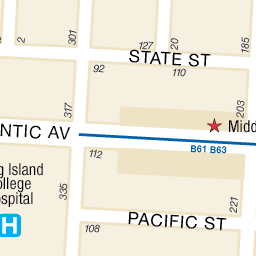 2
301
127
20
185
STATE ST
92
110
317
203
Midd
NTIC AV
B61 B63
112
g Island
ollege
ospital
335
H
221
PACIFIC ST
108